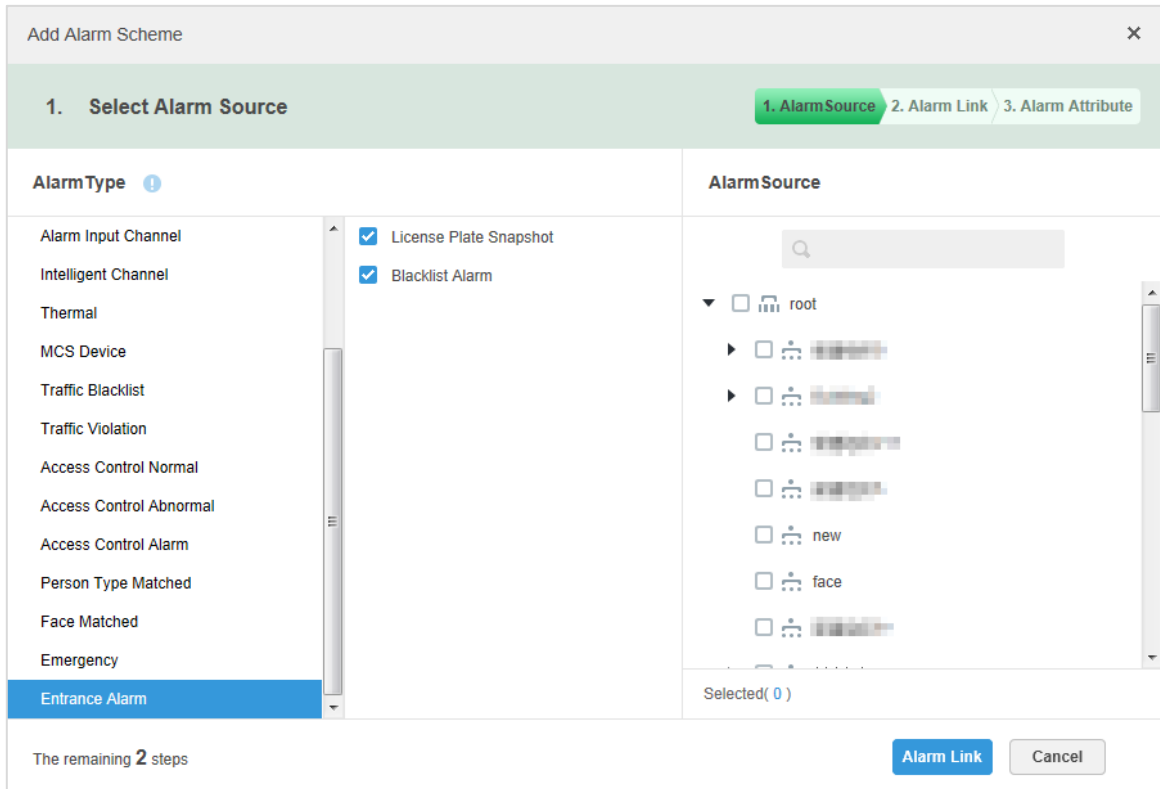 Add Alarm Scheme
1. Select Alarm Source
1. AlarmSource 2. Alarm Link 3. Alarm Attribute
AlarmType
AlarmSource
Alarm Input Channel
Intelligent Channel
Thermal
MCS Device
Traffic Blacklist
Traffic Violation
Access Control Normal
Access Control Abnormal
Access Control Alarm
Person Type Matched
Face Matched
Emergency
Entrance Alarm
License Plate Snapshot
Blacklist Alarm
root
new
face
Selected( 0 )
The remaining 2 steps
Alarm Link
Cancel